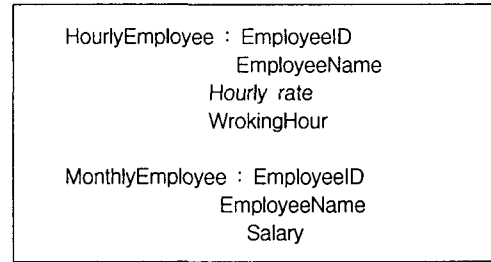 HourlyEmployee : EmployeeID
EmployeeName
Hourly rate
WrokingHour
MonthlyEmployee : EmployeeID
EmployeeName
Salary